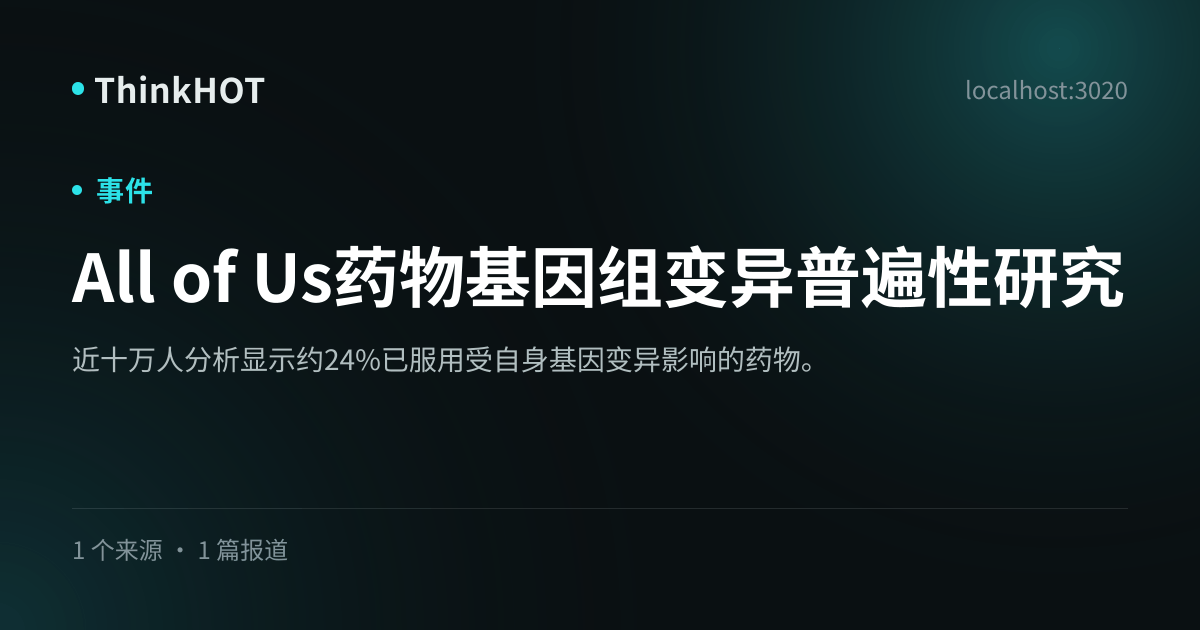 ThinkHOT
localhost:3020
事件
All of Us药物基因组变异普遍性研究
近十万人分析显示约24%已服用受自身基因变异影响的药物。
1 个来源 · 1 篇报道